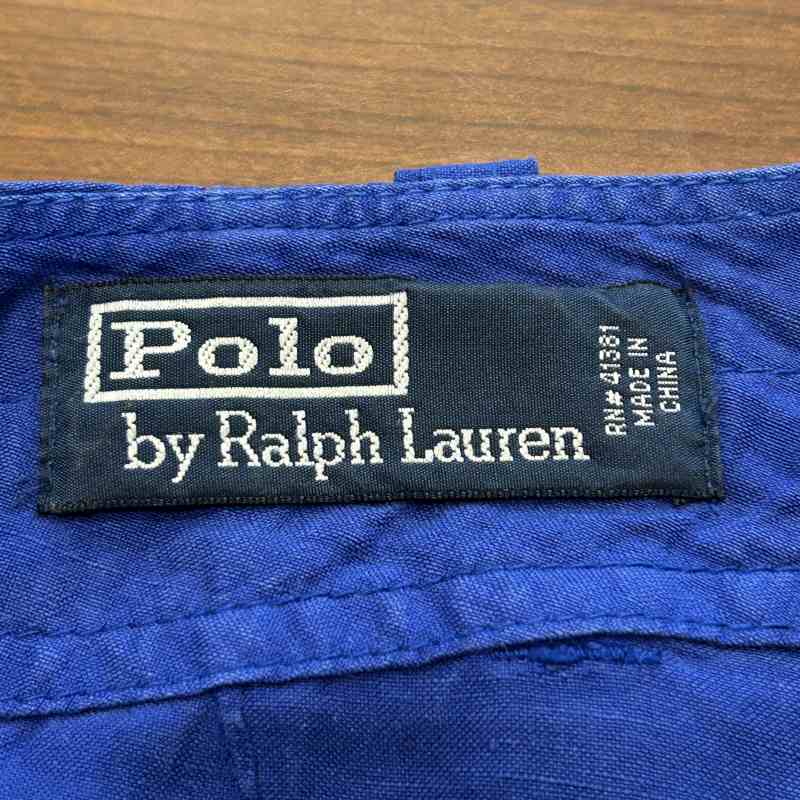 Polo
by Ralph Lauren
RN# 41381
MADE IN
CHINA